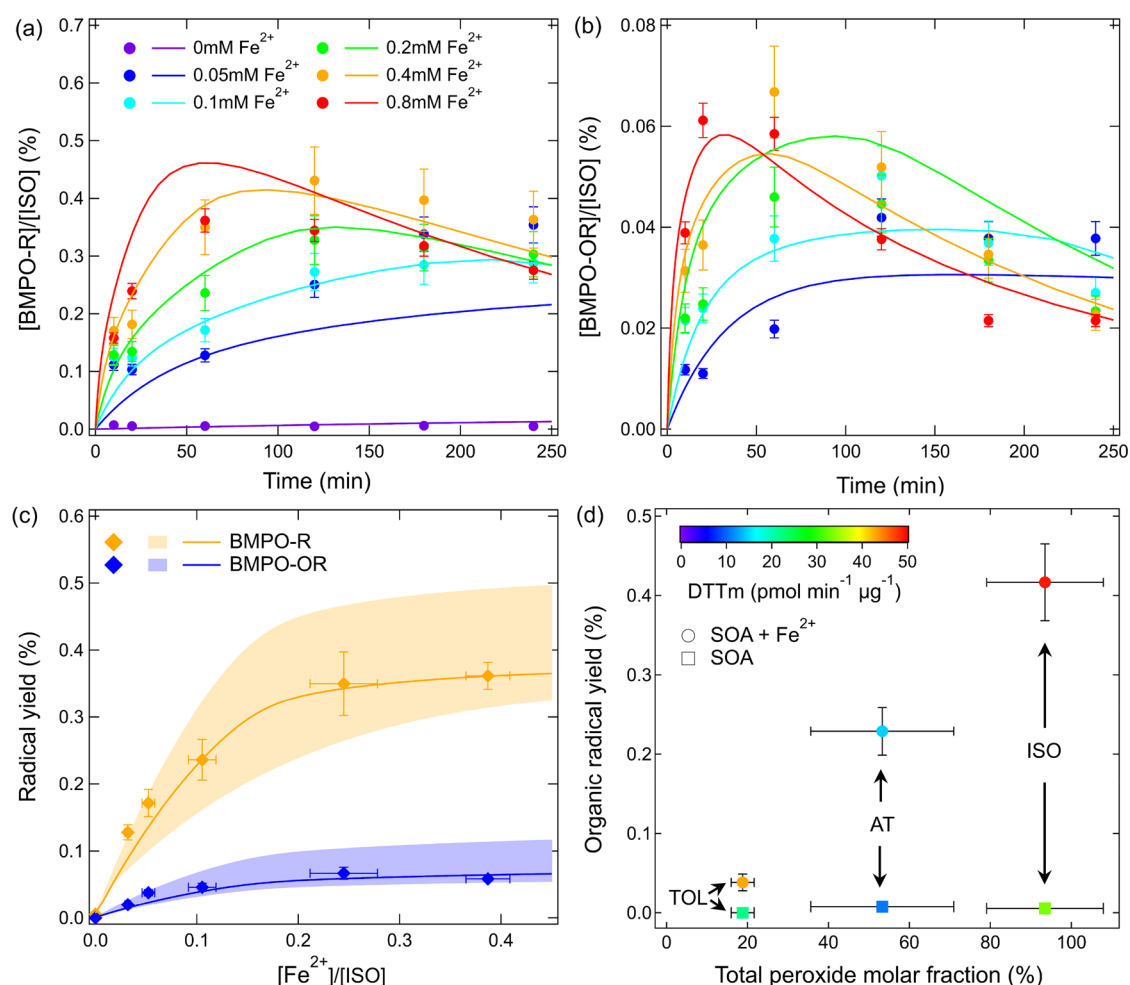 (a)
0.7
0.6
0.5
0.4
0.3
0.2
0.1
0.0
[BMPO-R]/[ISO] (%)
0mM Fe²⁺
0.05mM Fe²⁺
0.1mM Fe²⁺
0.2mM Fe²⁺
0.4mM Fe²⁺
0.8mM Fe²⁺
0 50 100 150 200 250
Time (min)
(b)
0.08
0.06
0.04
0.02
0.00
[BMPO-OR]/[ISO] (%)
0 50 100 150 200 250
Time (min)
(c)
0.6
0.5
0.4
0.3
0.2
0.1
0.0
Radical yield (%)
BMPO-R
BMPO-OR
0.0 0.1 0.2 0.3 0.4
[Fe²⁺]/[ISO]
(d)
0.5
0.4
0.3
0.2
0.1
0.0
Organic radical yield (%)
0 10 20 30 40 50
DTTm (pmol min⁻¹ µg⁻¹)
SOA + Fe²⁺
SOA
ISO
AT
TOL
0 20 40 60 80 100
Total peroxide molar fraction (%)